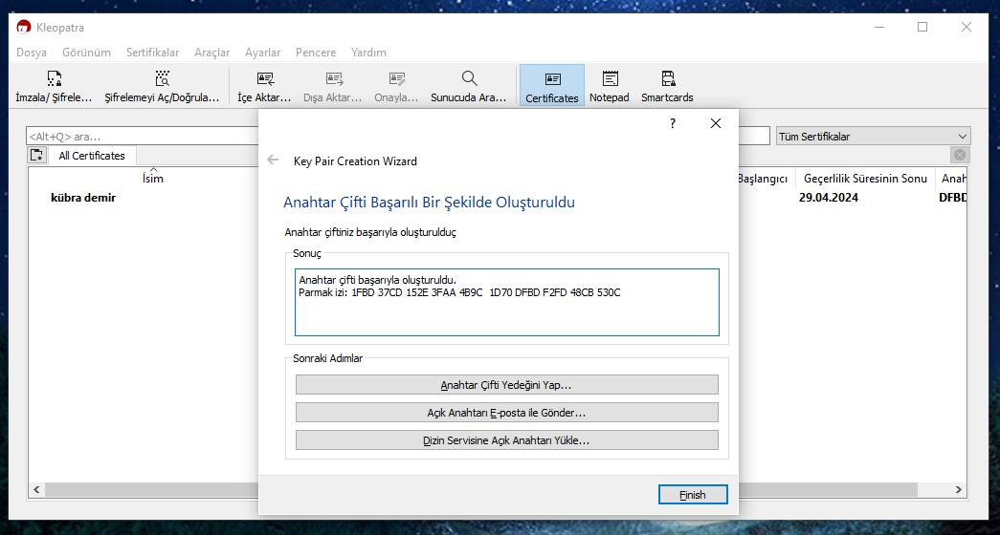 Kleopatra
Dosya Görünüm Sertifikalar Araçlar Ayarlar Pencere Yardım
İmzala/ Şifrele... Şifrelemeyi Aç/Doğrula... İçe Aktar... Dışa Aktar... Onayla... Sunucuda Ara... Certificates Notepad Smartcards
<Alt+Q> ara... Tüm Sertifikalar
All Certificates
İsim Başlangıcı Geçerlilik Süresinin Sonu Anah
kübra demir 29.04.2024 DFBD
?
Key Pair Creation Wizard
Anahtar Çifti Başarılı Bir Şekilde Oluşturuldu
Anahtar çiftiniz başarıyla oluşturulduç
Sonuç
Anahtar çifti başarıyla oluşturuldu.
Parmak izi: 1FBD 37CD 152E 3FAA 4B9C 1D70 DFBD F2FD 48CB 530C
Sonraki Adımlar
Anahtar Çifti Yedeğini Yap...
Açık Anahtarı E-posta ile Gönder...
Dizin Servisine Açık Anahtarı Yükle...
Finish